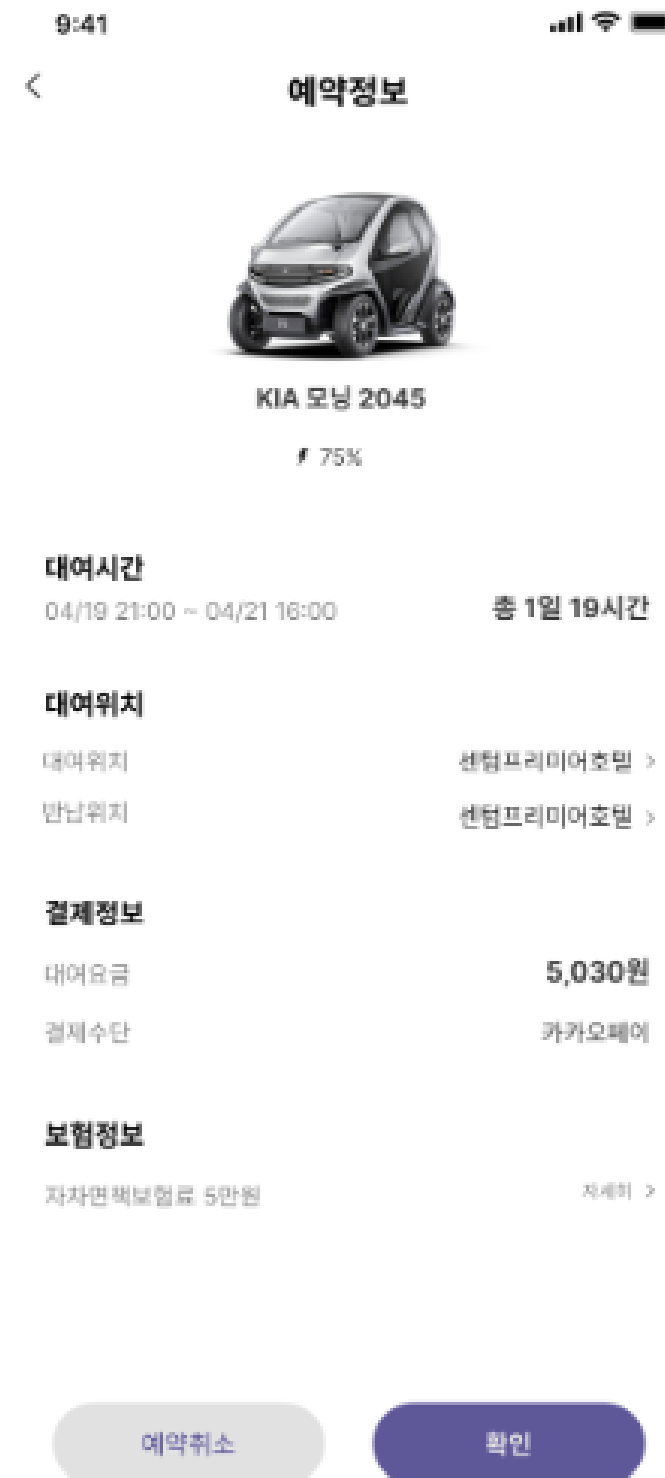 9:41
예약정보
KIA 모닝 2045
75%
대여시간
04/19 21:00 ~ 04/21 16:00 총 1일 19시간
대여위치
대여위치 센텀프리미어호텔 >
반납위치 센텀프리미어호텔 >
결제정보
대여요금 5,030원
결제수단 카카오페이
보험정보
자차면책보험료 5만원 자세히 >
예약취소 확인